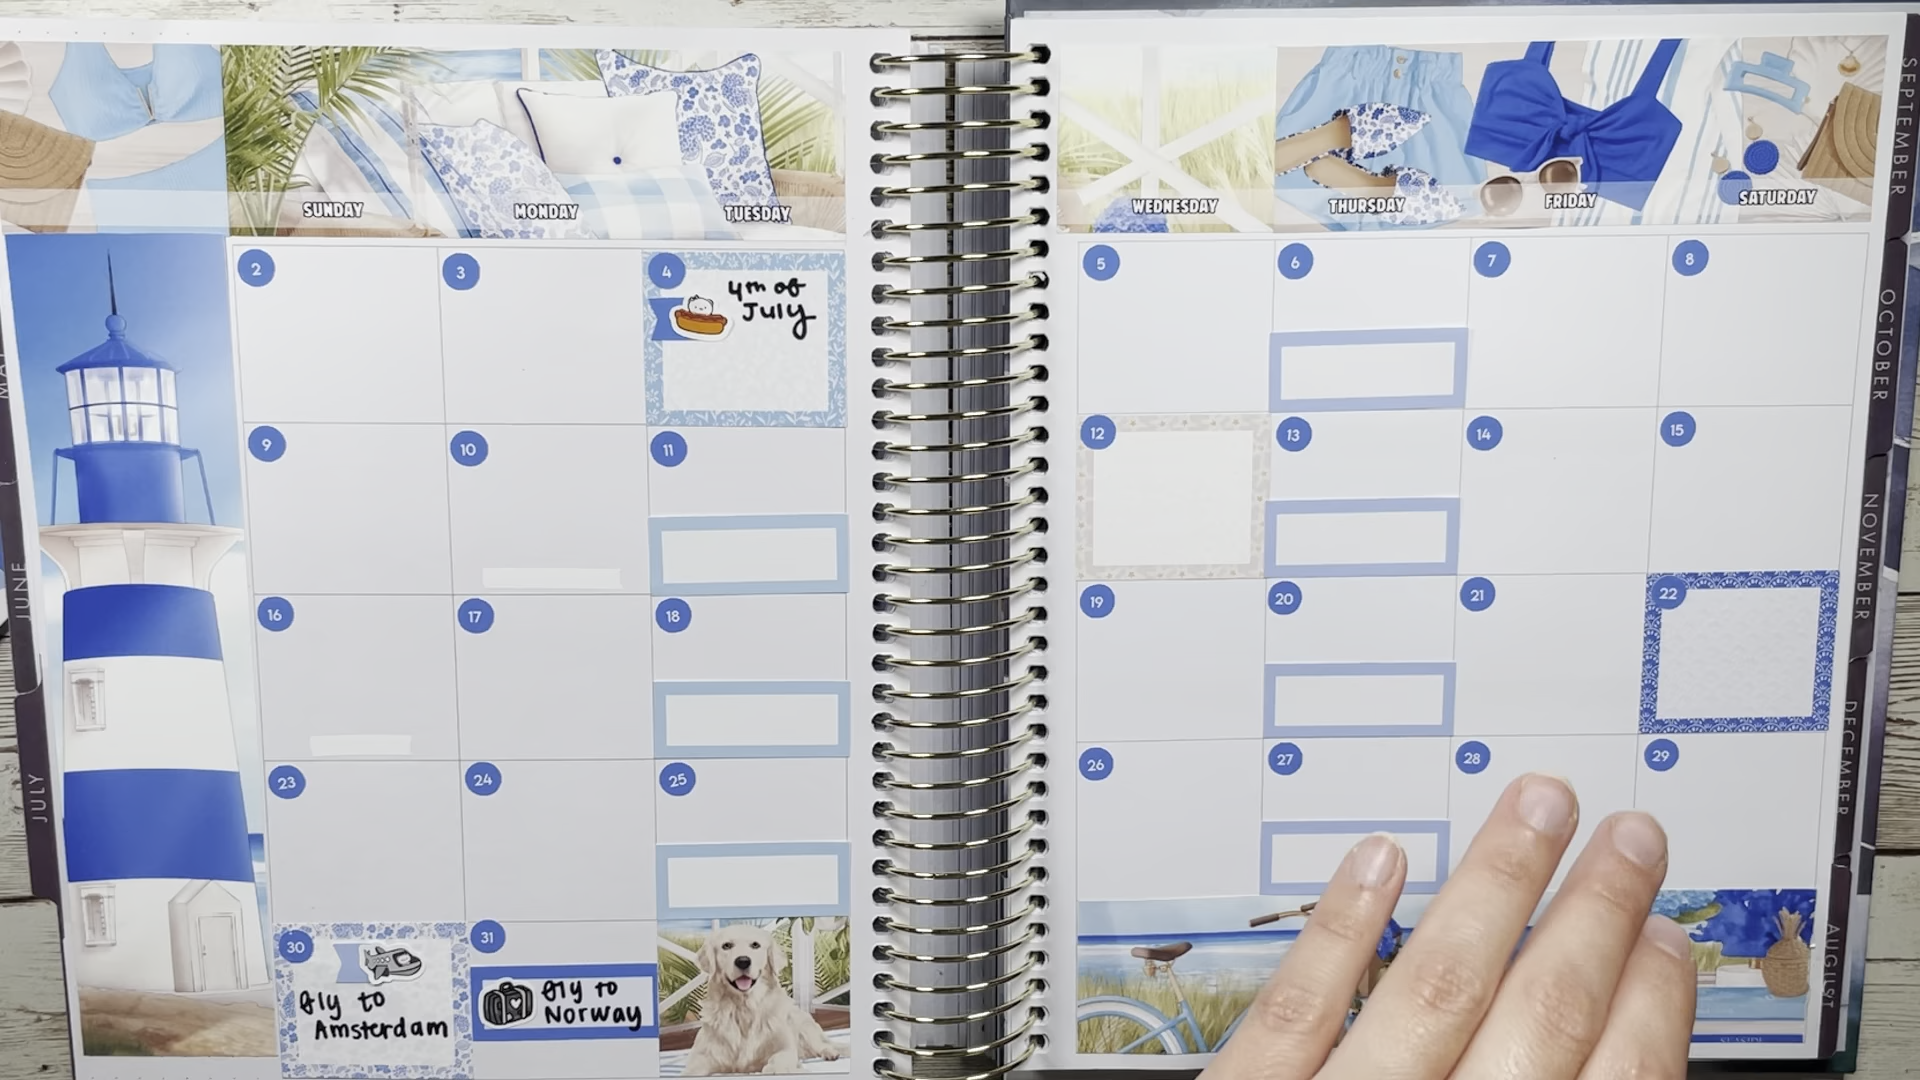 SUNDAY MONDAY TUESDAY WEDNESDAY THURSDAY FRIDAY SATURDAY
2 3 4 5 6 7 8
4th of
July
9 10 11 12 13 14 15
16 17 18 19 20 21 22
23 24 25 26 27 28 29
30 31
fly to
Amsterdam
fly to
Norway
JUNE
JULY
SEPTEMBER
OCTOBER
NOVEMBER
DECEMBER
AUGUST